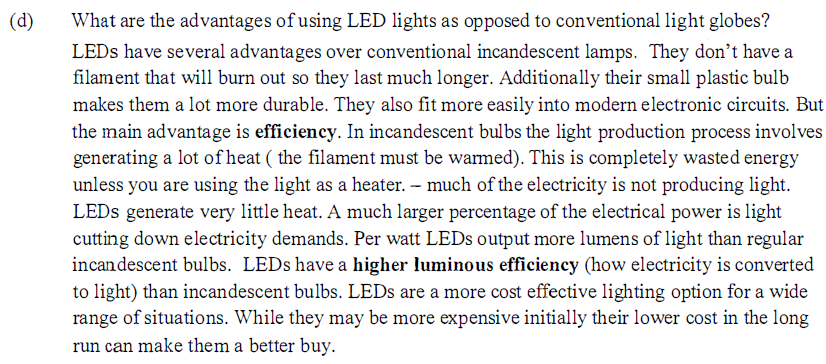 (d) What are the advantages of using LED lights as opposed to conventional light globes?
LEDs have several advantages over conventional incandescent lamps. They don't have a
filament that will burn out so they last much longer. Additionally their small plastic bulb
makes them a lot more durable. They also fit more easily into modern electronic circuits. But
the main advantage is efficiency. In incandescent bulbs the light production process involves
generating a lot of heat ( the filament must be warmed). This is completely wasted energy
unless you are using the light as a heater. – much of the electricity is not producing light.
LEDs generate very little heat. A much larger percentage of the electrical power is light
cutting down electricity demands. Per watt LEDs output more lumens of light than regular
incandescent bulbs. LEDs have a higher luminous efficiency (how electricity is converted
to light) than incandescent bulbs. LEDs are a more cost effective lighting option for a wide
range of situations. While they may be more expensive initially their lower cost in the long
run can make them a better buy.